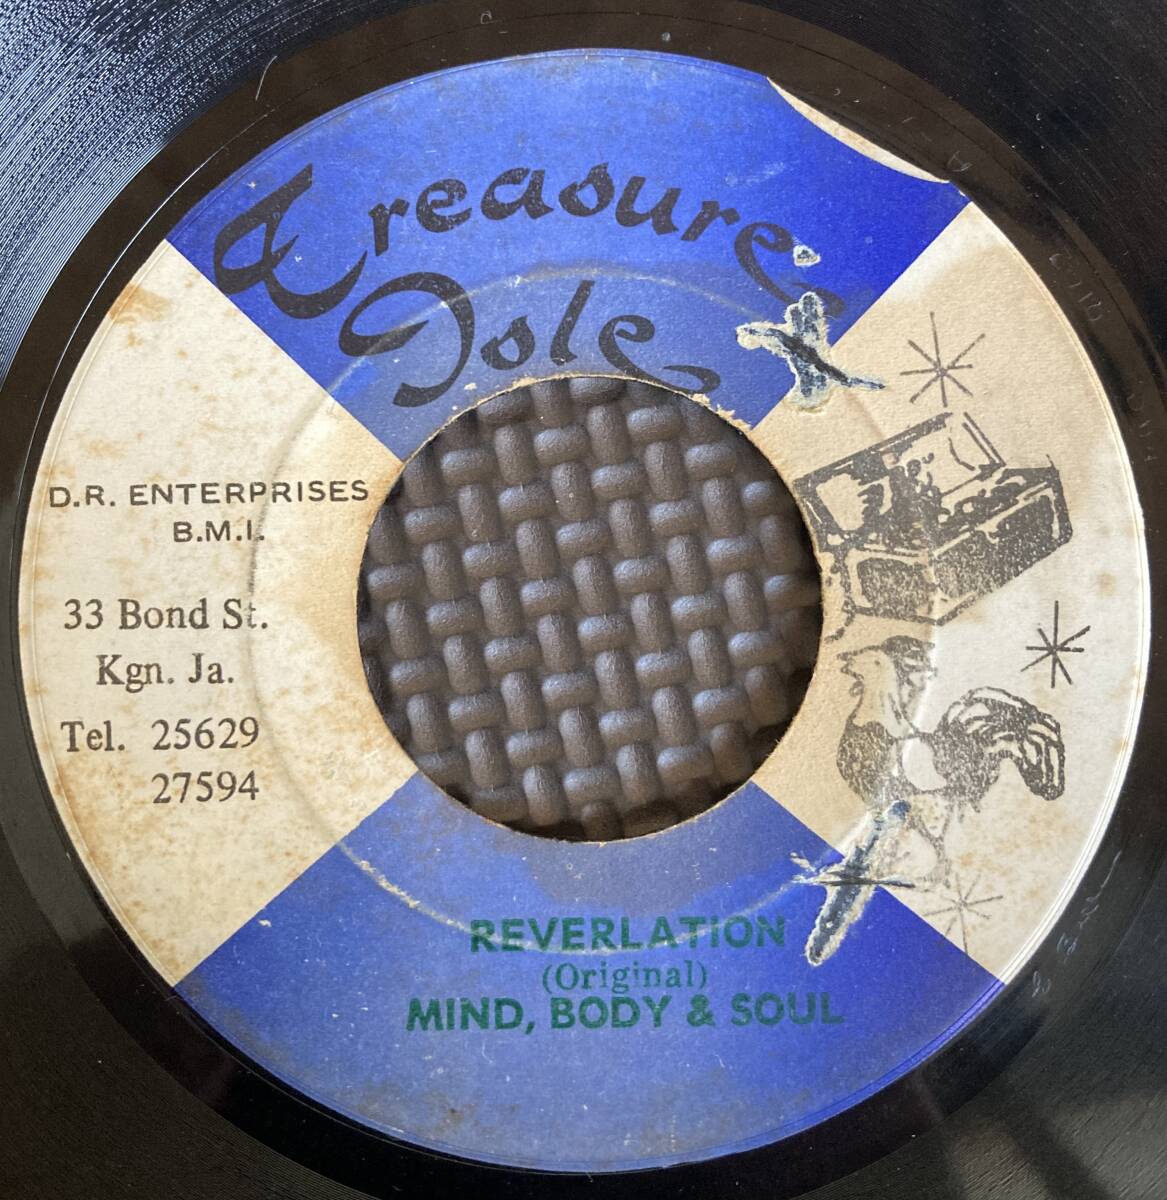 Treasure
Isle
D.R. ENTERPRISES
B.M.I.
33 Bond St.
Kgn. Ja.
Tel. 25629
27594
REVERLATION
(Original)
MIND, BODY & SOUL